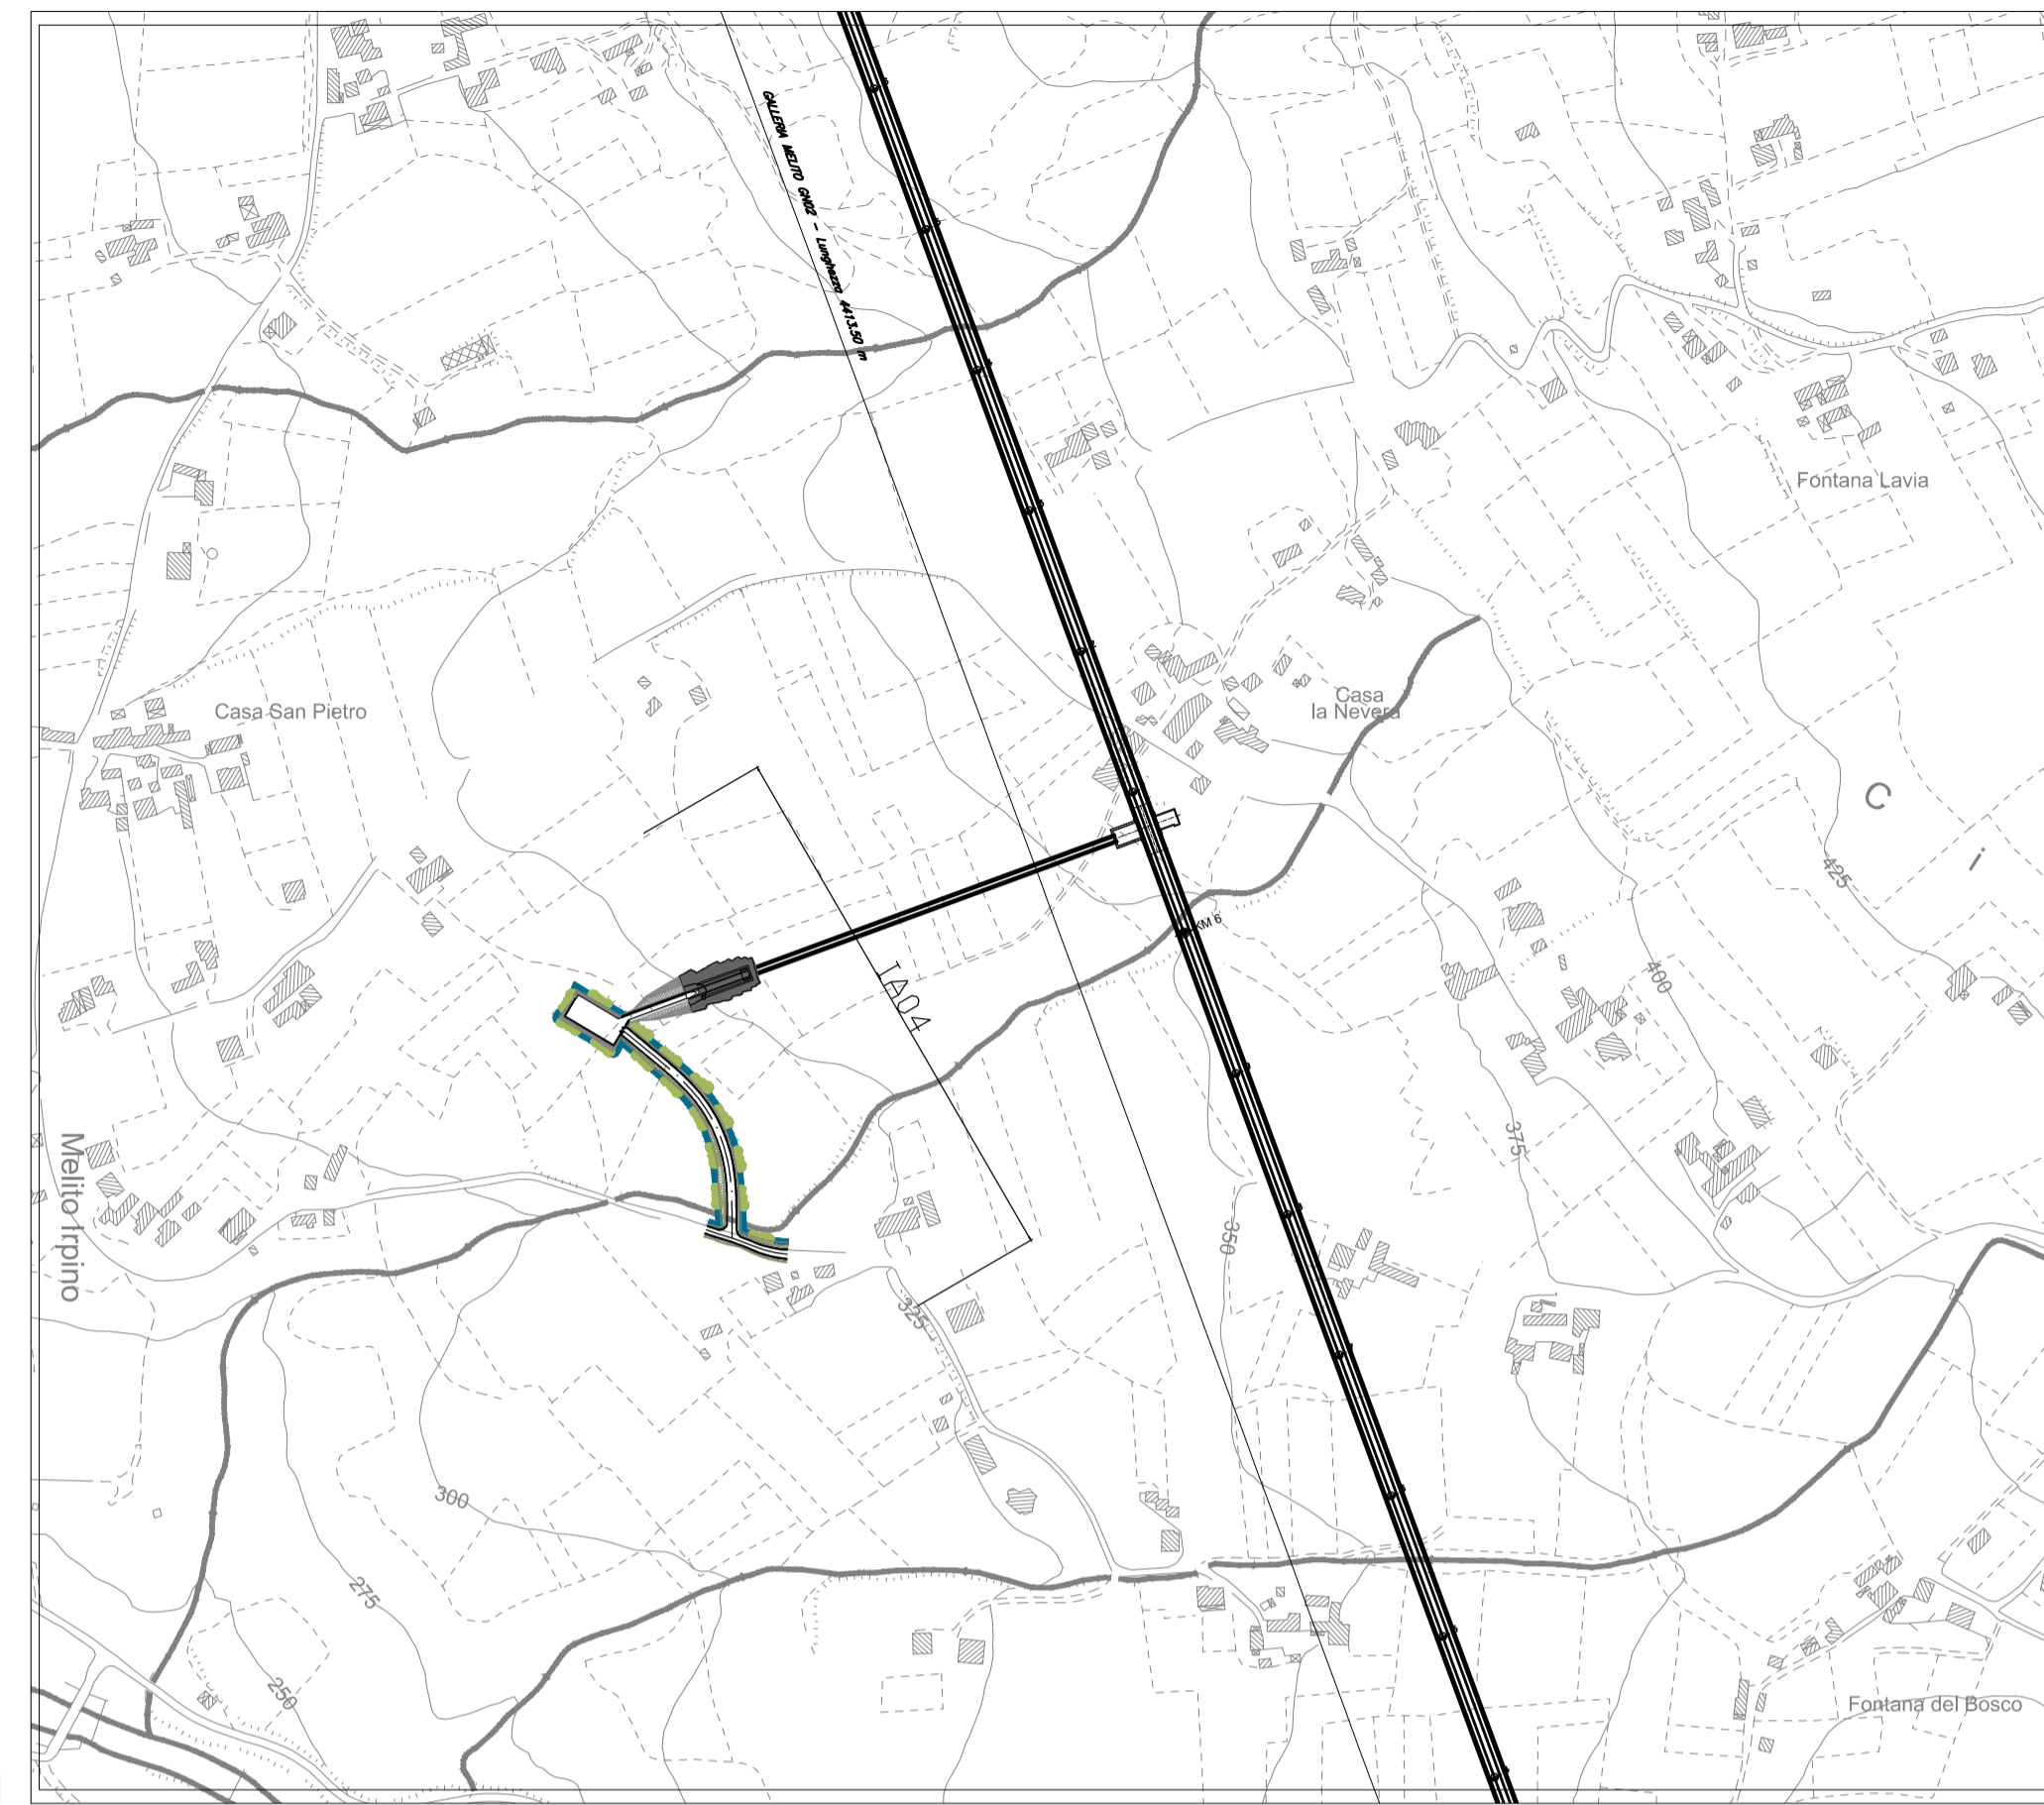 GALLERIA MELITO GN02 - Lunghezza 4413.50 m
Fontana Lavia
Casa San Pietro
Casa
la Nevera
C
i
425
KM 6
400
IA04
375
Melito Irpino
350
325
300
275
250
Fontana del Bosco